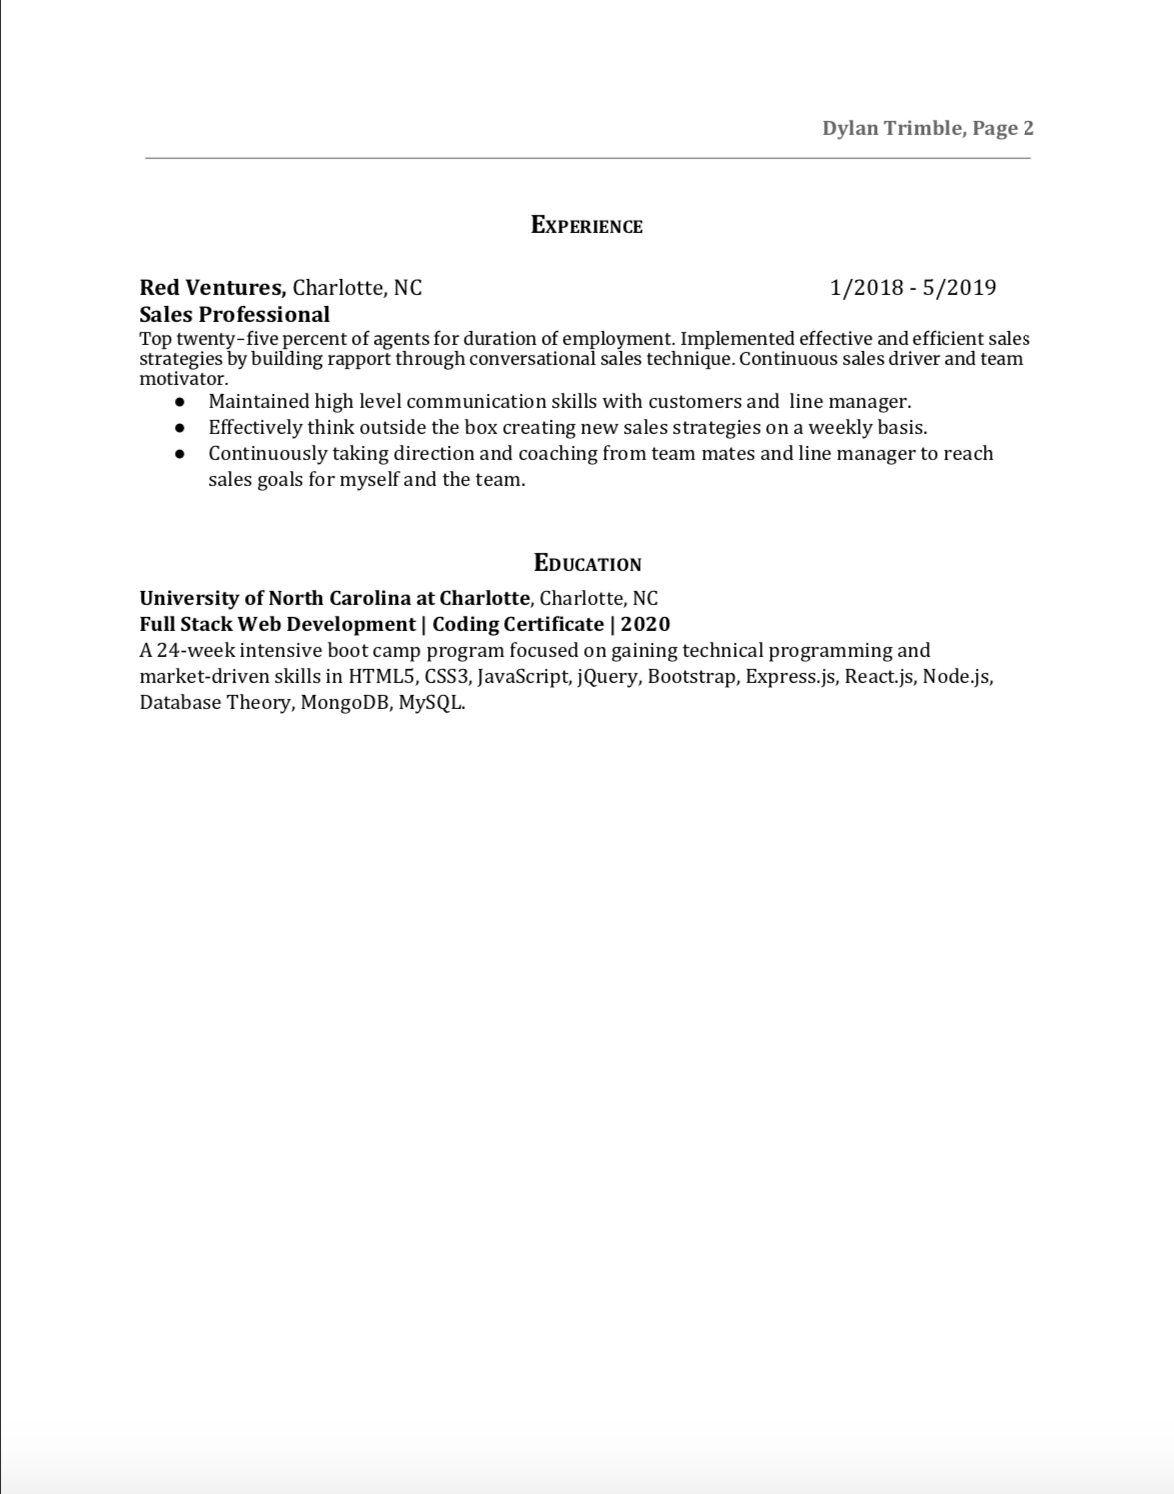 Dylan Trimble, Page 2
Experience
Red Ventures, Charlotte, NC 1/2018 - 5/2019
Sales Professional
Top twenty–five percent of agents for duration of employment. Implemented effective and efficient sales
strategies by building rapport through conversational sales technique. Continuous sales driver and team
motivator.
● Maintained high level communication skills with customers and  line manager.
● Effectively think outside the box creating new sales strategies on a weekly basis.
● Continuously taking direction and coaching from team mates and line manager to reach
sales goals for myself and the team.
Education
University of North Carolina at Charlotte, Charlotte, NC
Full Stack Web Development | Coding Certificate | 2020
A 24-week intensive boot camp program focused on gaining technical programming and
market-driven skills in HTML5, CSS3, JavaScript, jQuery, Bootstrap, Express.js, React.js, Node.js,
Database Theory, MongoDB, MySQL.